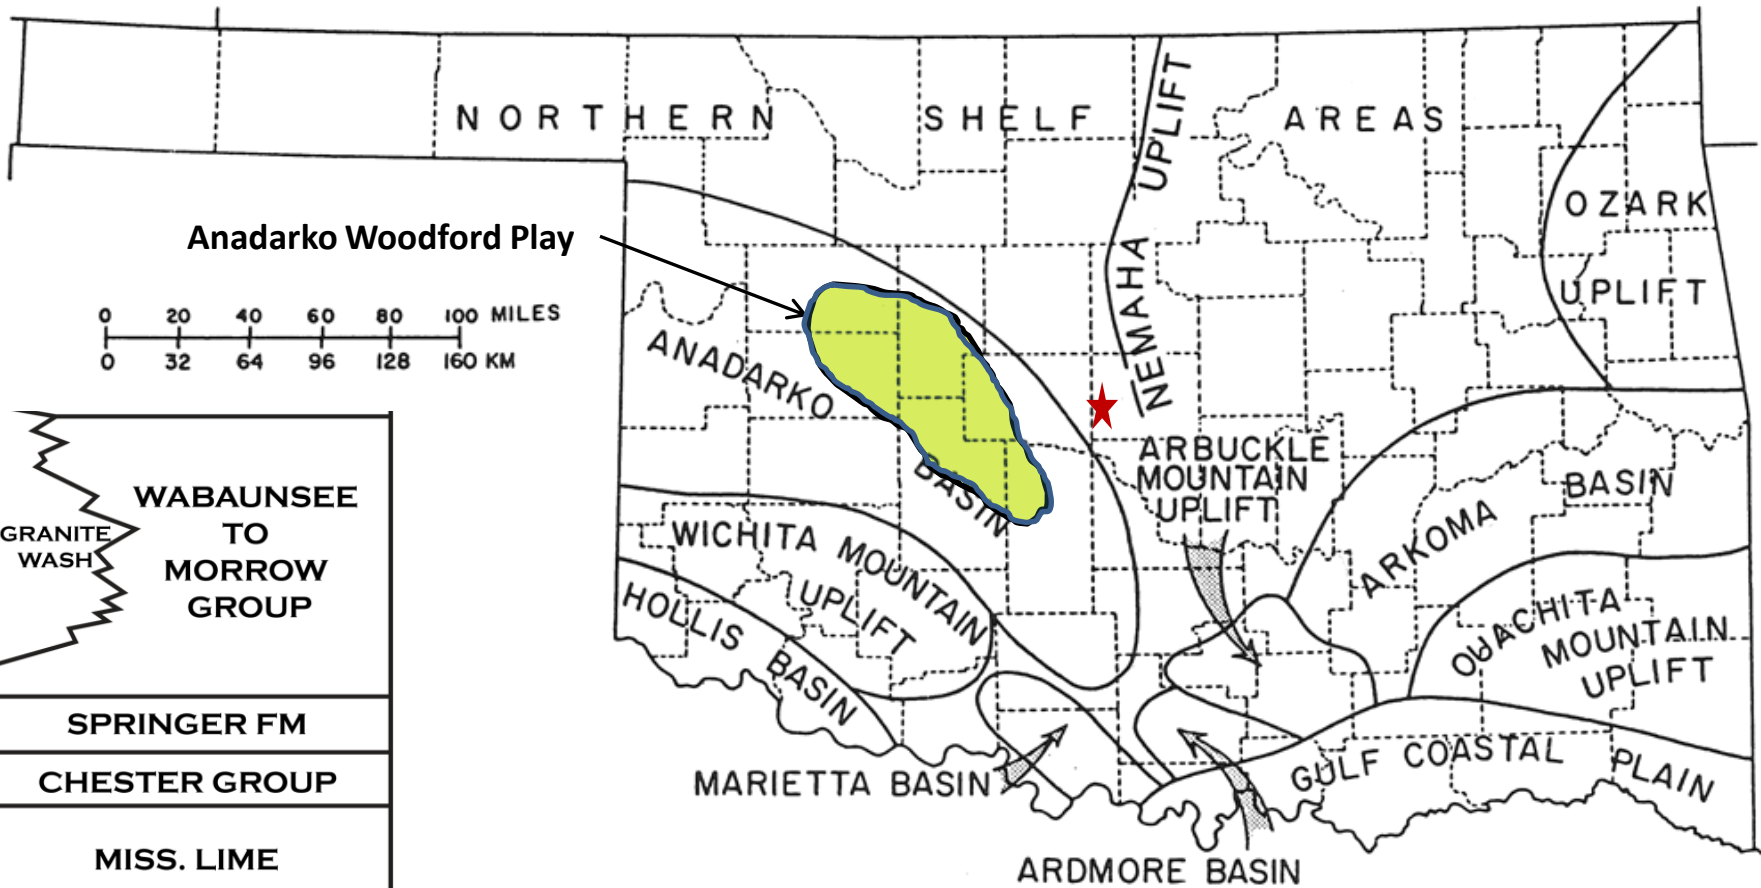 NORTHERN SHELF AREAS
NEMAHA UPLIFT
OZARK
UPLIFT
Anadarko Woodford Play
0 20 40 60 80 100 MILES
0 32 64 96 128 160 KM
ANADARKO
BASIN
ARBUCKLE
MOUNTAIN
UPLIFT
ARKOMA
BASIN
WICHITA MOUNTAIN
UPLIFT
HOLLIS BASIN
OUACHITA
MOUNTAIN
UPLIFT
MARIETTA BASIN
GULF COASTAL PLAIN
ARDMORE BASIN
GRANITE
WASH
WABAUNSEE
TO
MORROW
GROUP
SPRINGER FM
CHESTER GROUP
MISS. LIME